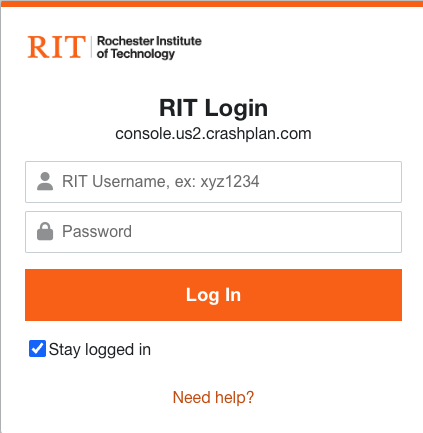 RIT Rochester Institute
of Technology
RIT Login
console.us2.crashplan.com
RIT Username, ex: xyz1234
Password
Log In
Stay logged in
Need help?